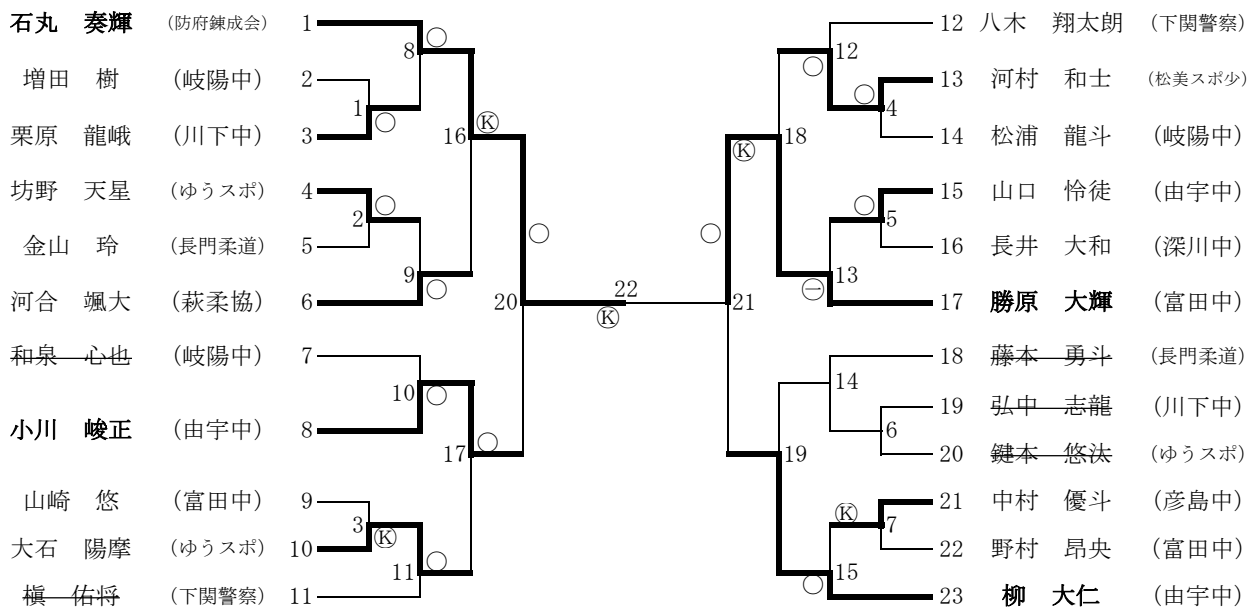 石丸 奏輝 (防府錬成会) 1
増田 樹 (岐陽中) 2
栗原 龍峨 (川下中) 3
坊野 天星 (ゆうスポ) 4
金山 玲 (長門柔道) 5
河合 颯大 (萩柔協) 6
和泉 心也 (岐陽中) 7
小川 峻正 (由宇中) 8
山崎 悠 (富田中) 9
大石 陽摩 (ゆうスポ) 10
槇 佑将 (下関警察) 11
8 ○
1 ○
16 Ⓚ
2 ○
9 ○
20 ○
10 ○
17 ○
3 Ⓚ
11 ○
22
Ⓚ
12 ○
○ 4
Ⓚ 18
○ 5
○ 21
㊀ 13
14
6
19
Ⓚ 7
○ 15
12 八木 翔太朗 (下関警察)
13 河村 和士 (松美スポ少)
14 松浦 龍斗 (岐陽中)
15 山口 怜徒 (由宇中)
16 長井 大和 (深川中)
17 勝原 大輝 (富田中)
18 藤本 勇斗 (長門柔道)
19 弘中 志龍 (川下中)
20 鍵本 悠汰 (ゆうスポ)
21 中村 優斗 (彦島中)
22 野村 昂央 (富田中)
23 柳 大仁 (由宇中)